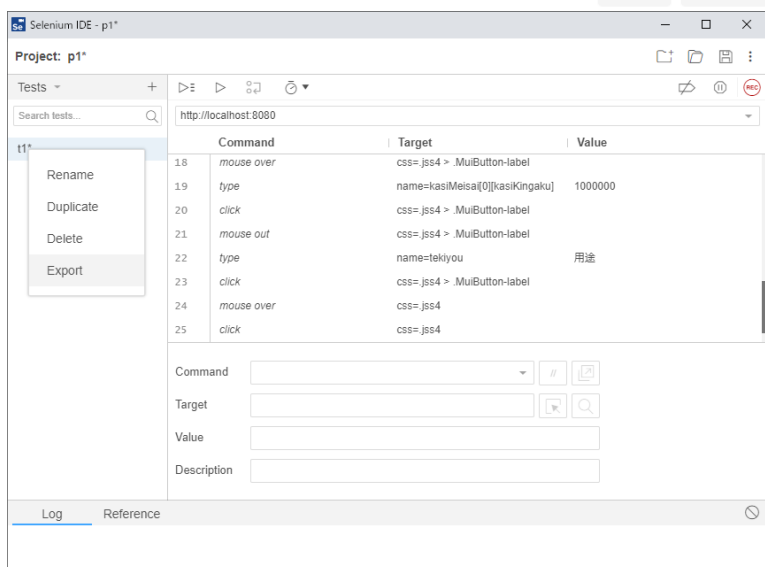 Se Selenium IDE - p1*
Project: p1*
Tests
Search tests...
t1*
Rename
Duplicate
Delete
Export
REC
http://localhost:8080
Command Target Value
18 mouse over css=.jss4 > .MuiButton-label
19 type name=kasiMeisai[0][kasiKingaku] 1000000
20 click css=.jss4 > .MuiButton-label
21 mouse out css=.jss4 > .MuiButton-label
22 type name=tekiyou 用途
23 click css=.jss4 > .MuiButton-label
24 mouse over css=.jss4
25 click css=.jss4
Command //
Target
Value
Description
Log Reference